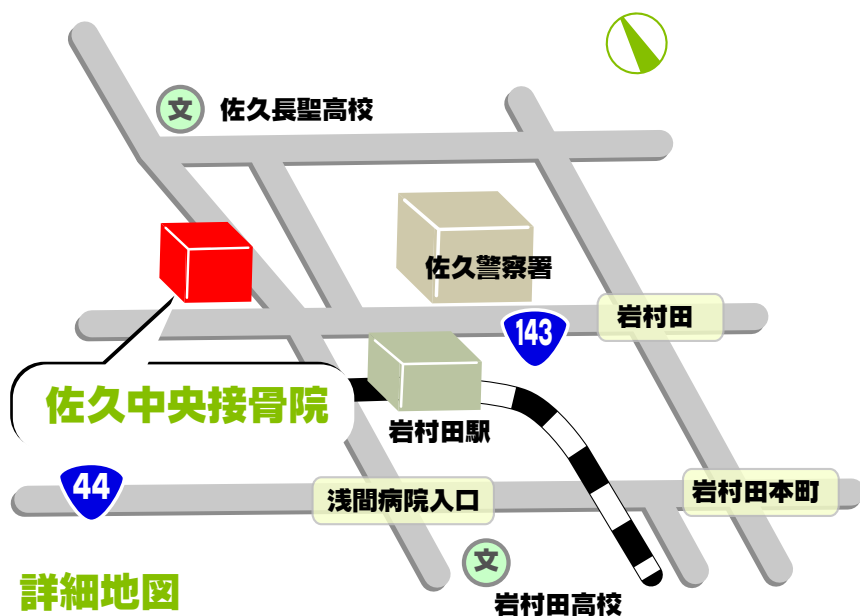 文 佐久長聖高校
佐久警察署
岩村田
143
佐久中央接骨院
岩村田駅
44
浅間病院入口
岩村田本町
文
岩村田高校
詳細地図